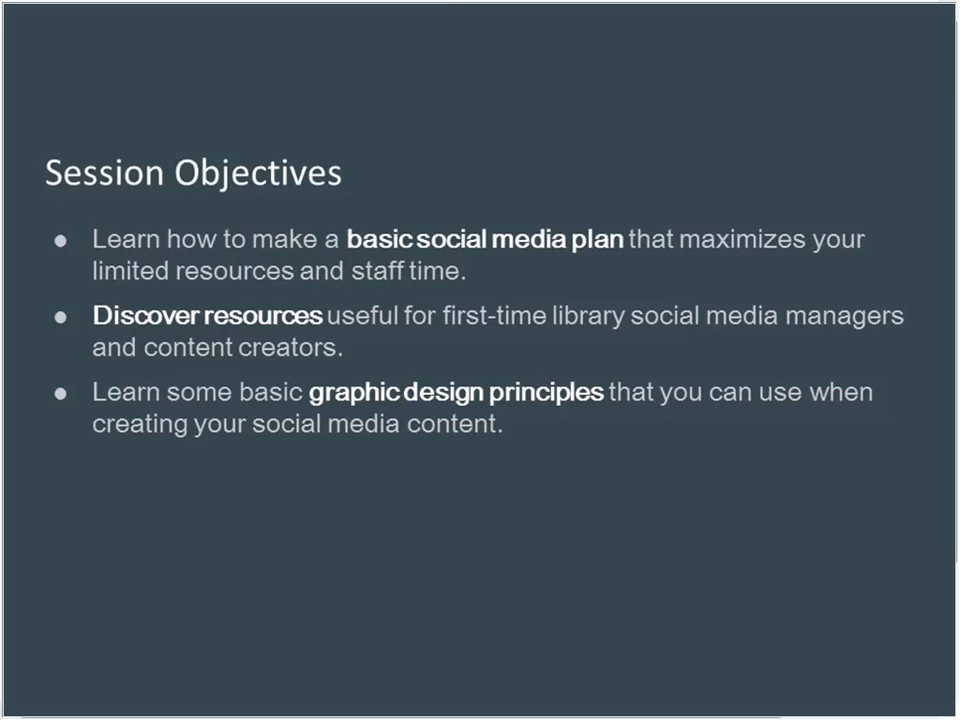 Session Objectives
● Learn how to make a basic social media plan that maximizes your
limited resources and staff time.
● Discover resources useful for first-time library social media managers
and content creators.
● Learn some basic graphic design principles that you can use when
creating your social media content.